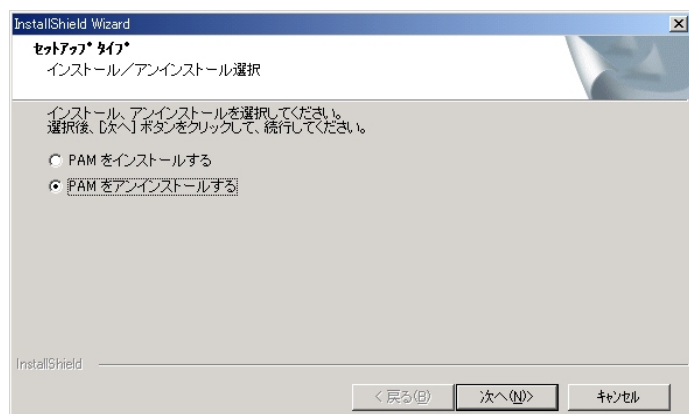 InstallShield Wizard
ｾｯﾄｱｯﾌﾟ ﾀｲﾌﾟ
インストール／アンインストール選択
インストール、アンインストールを選択してください。
選択後、[次へ] ボタンをクリックして、続行してください。
PAM をインストールする
PAM をアンインストールする
InstallShield
< 戻る(B)
次へ(N)>
ｷｬﾝｾﾙ